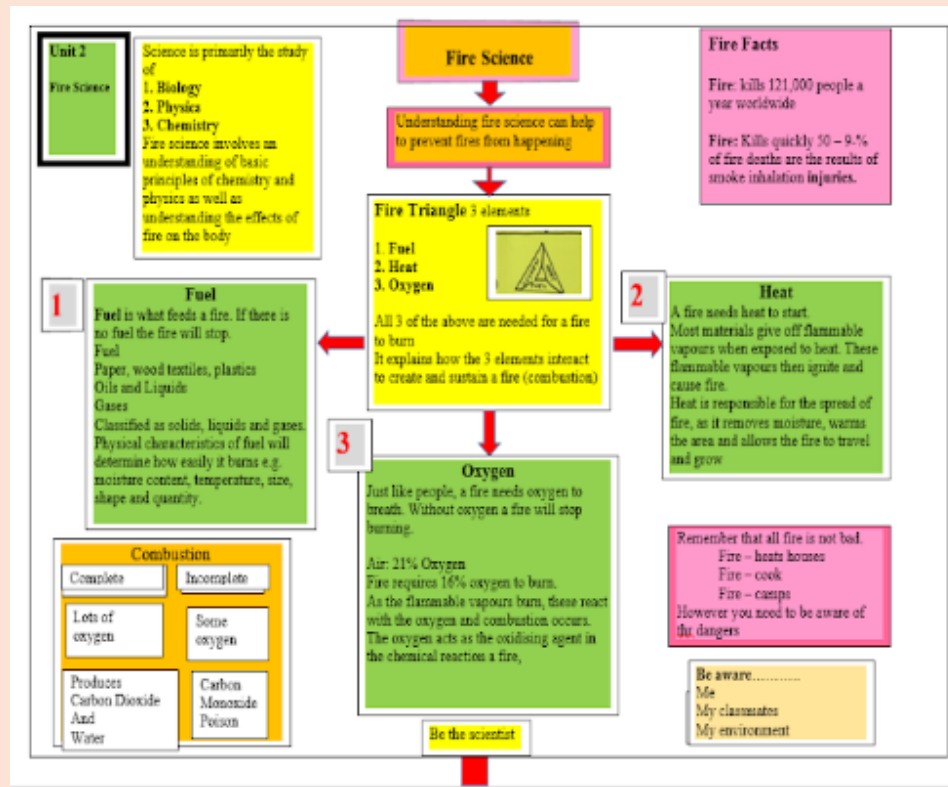 Unit 2
Fire Science
Science is primarily the study
of
1. Biology
2. Physics
3. Chemistry
Fire science involves an
understanding of basic
principles of chemistry and
physics as well as
understanding the effects of
fire on the body
Fire Science
Understanding fire science can help
to prevent fires from happening
Fire Facts
Fire: kills 121,000 people a
year worldwide
Fire: Kills quickly 50 – 9-%
of fire deaths are the results of
smoke inhalation injuries.
Fire Triangle 3 elements
1. Fuel
2. Heat
3. Oxygen
All 3 of the above are needed for a fire
to burn
It explains how the 3 elements interact
to create and sustain a fire (combustion)
1
Fuel
Fuel is what feeds a fire. If there is
no fuel the fire will stop.
Fuel
Paper, wood textiles, plastics
Oils and Liquids
Gases
Classified as solids, liquids and gases.
Physical characteristics of fuel will
determine how easily it burns e.g.
moisture content, temperature, size,
shape and quantity.
2
Heat
A fire needs heat to start.
Most materials give off flammable
vapours when exposed to heat. These
flammable vapours then ignite and
cause fire.
Heat is responsible for the spread of
fire, as it removes moisture, warms
the area and allows the fire to travel
and grow
3
Oxygen
Just like people, a fire needs oxygen to
breath. Without oxygen a fire will stop
burning.
Air: 21% Oxygen
Fire requires 16% oxygen to burn.
As the flammable vapours burn, these react
with the oxygen and combustion occurs.
The oxygen acts as the oxidising agent in
the chemical reaction a fire,
Combustion
Complete
Incomplete
Lots of
oxygen
Some
oxygen
Produces
Carbon Dioxide
And
Water
Carbon
Monoxide
Poison
Remember that all fire is not bad.
Fire – heats houses
Fire – cook
Fire – camps
However you need to be aware of
thr dangers
Be aware.............
Me
My classmates
My environment
Be the scientist